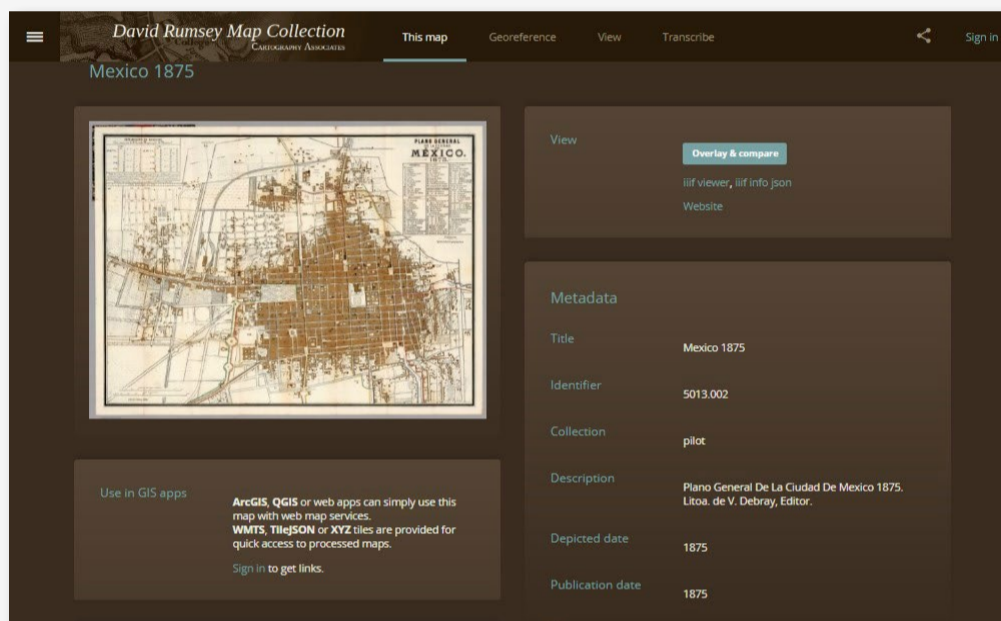 David Rumsey Map Collection
Cartography Associates
This map
Georeference
View
Transcribe
Sign in
Mexico 1875
PLANO GENERAL
MEXICO.
1875.
Use in GIS apps
ArcGIS, QGIS or web apps can simply use this
map with web map services.
WMTS, TileJSON or XYZ tiles are provided for
quick access to processed maps.
Sign in to get links.
View
Overlay & compare
iiif viewer, iiif info json
Website
Metadata
Title
Mexico 1875
Identifier
5013.002
Collection
pilot
Description
Plano General De La Ciudad De Mexico 1875.
Litoa. de V. Debray, Editor.
Depicted date
1875
Publication date
1875